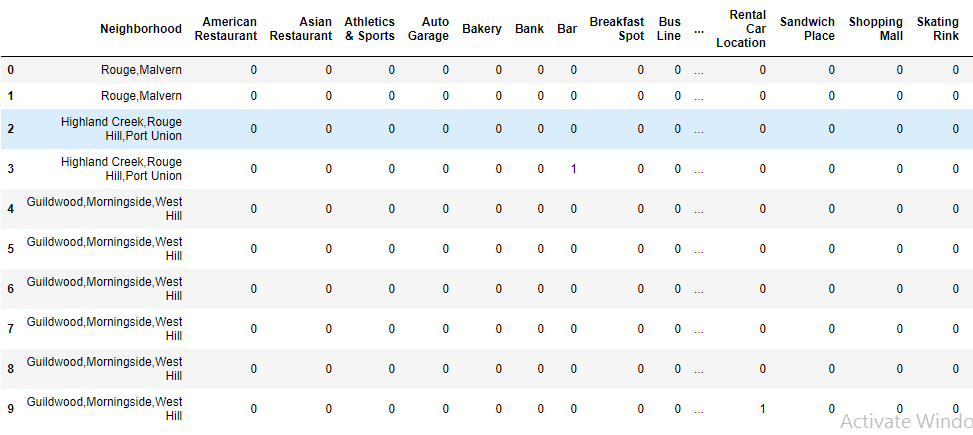 Neighborhood American Restaurant Asian Restaurant Athletics & Sports Auto Garage Bakery Bank Bar Breakfast Spot Bus Line ... Rental Car Location Sandwich Place Shopping Mall Skating Rink
0 Rouge,Malvern 0 0 0 0 0 0 0 0 0 ... 0 0 0 0
1 Rouge,Malvern 0 0 0 0 0 0 0 0 0 ... 0 0 0 0
2 Highland Creek,Rouge Hill,Port Union 0 0 0 0 0 0 0 0 0 ... 0 0 0 0
3 Highland Creek,Rouge Hill,Port Union 0 0 0 0 0 0 1 0 0 ... 0 0 0 0
4 Guildwood,Morningside,West Hill 0 0 0 0 0 0 0 0 0 ... 0 0 0 0
5 Guildwood,Morningside,West Hill 0 0 0 0 0 0 0 0 0 ... 0 0 0 0
6 Guildwood,Morningside,West Hill 0 0 0 0 0 0 0 0 0 ... 0 0 0 0
7 Guildwood,Morningside,West Hill 0 0 0 0 0 0 0 0 0 ... 0 0 0 0
8 Guildwood,Morningside,West Hill 0 0 0 0 0 0 0 0 0 ... 0 0 0 0
9 Guildwood,Morningside,West Hill 0 0 0 0 0 0 0 0 0 ... 1 0 0 0
Activate Windo